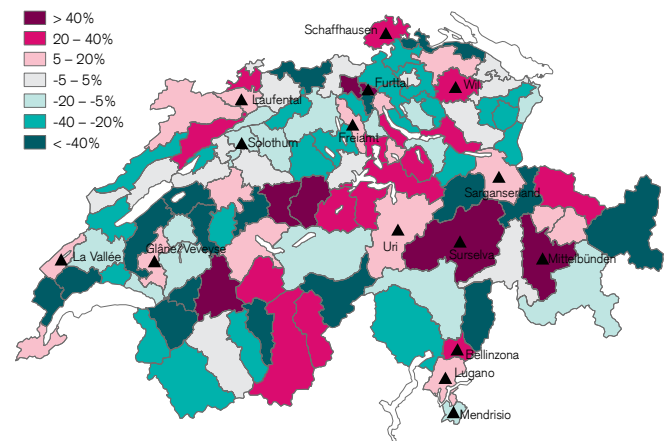 > 40%
20 – 40%
5 – 20%
-5 – 5%
-20 – -5%
-40 – -20%
< -40%
Schaffhausen
Furttal
Wil
Laufental
Freiamt
Solothurn
Sarganserland
Uri
Surselva
Mittelbünden
La Vallée
Glâne/Veveyse
Bellinzona
Lugano
Mendrisio